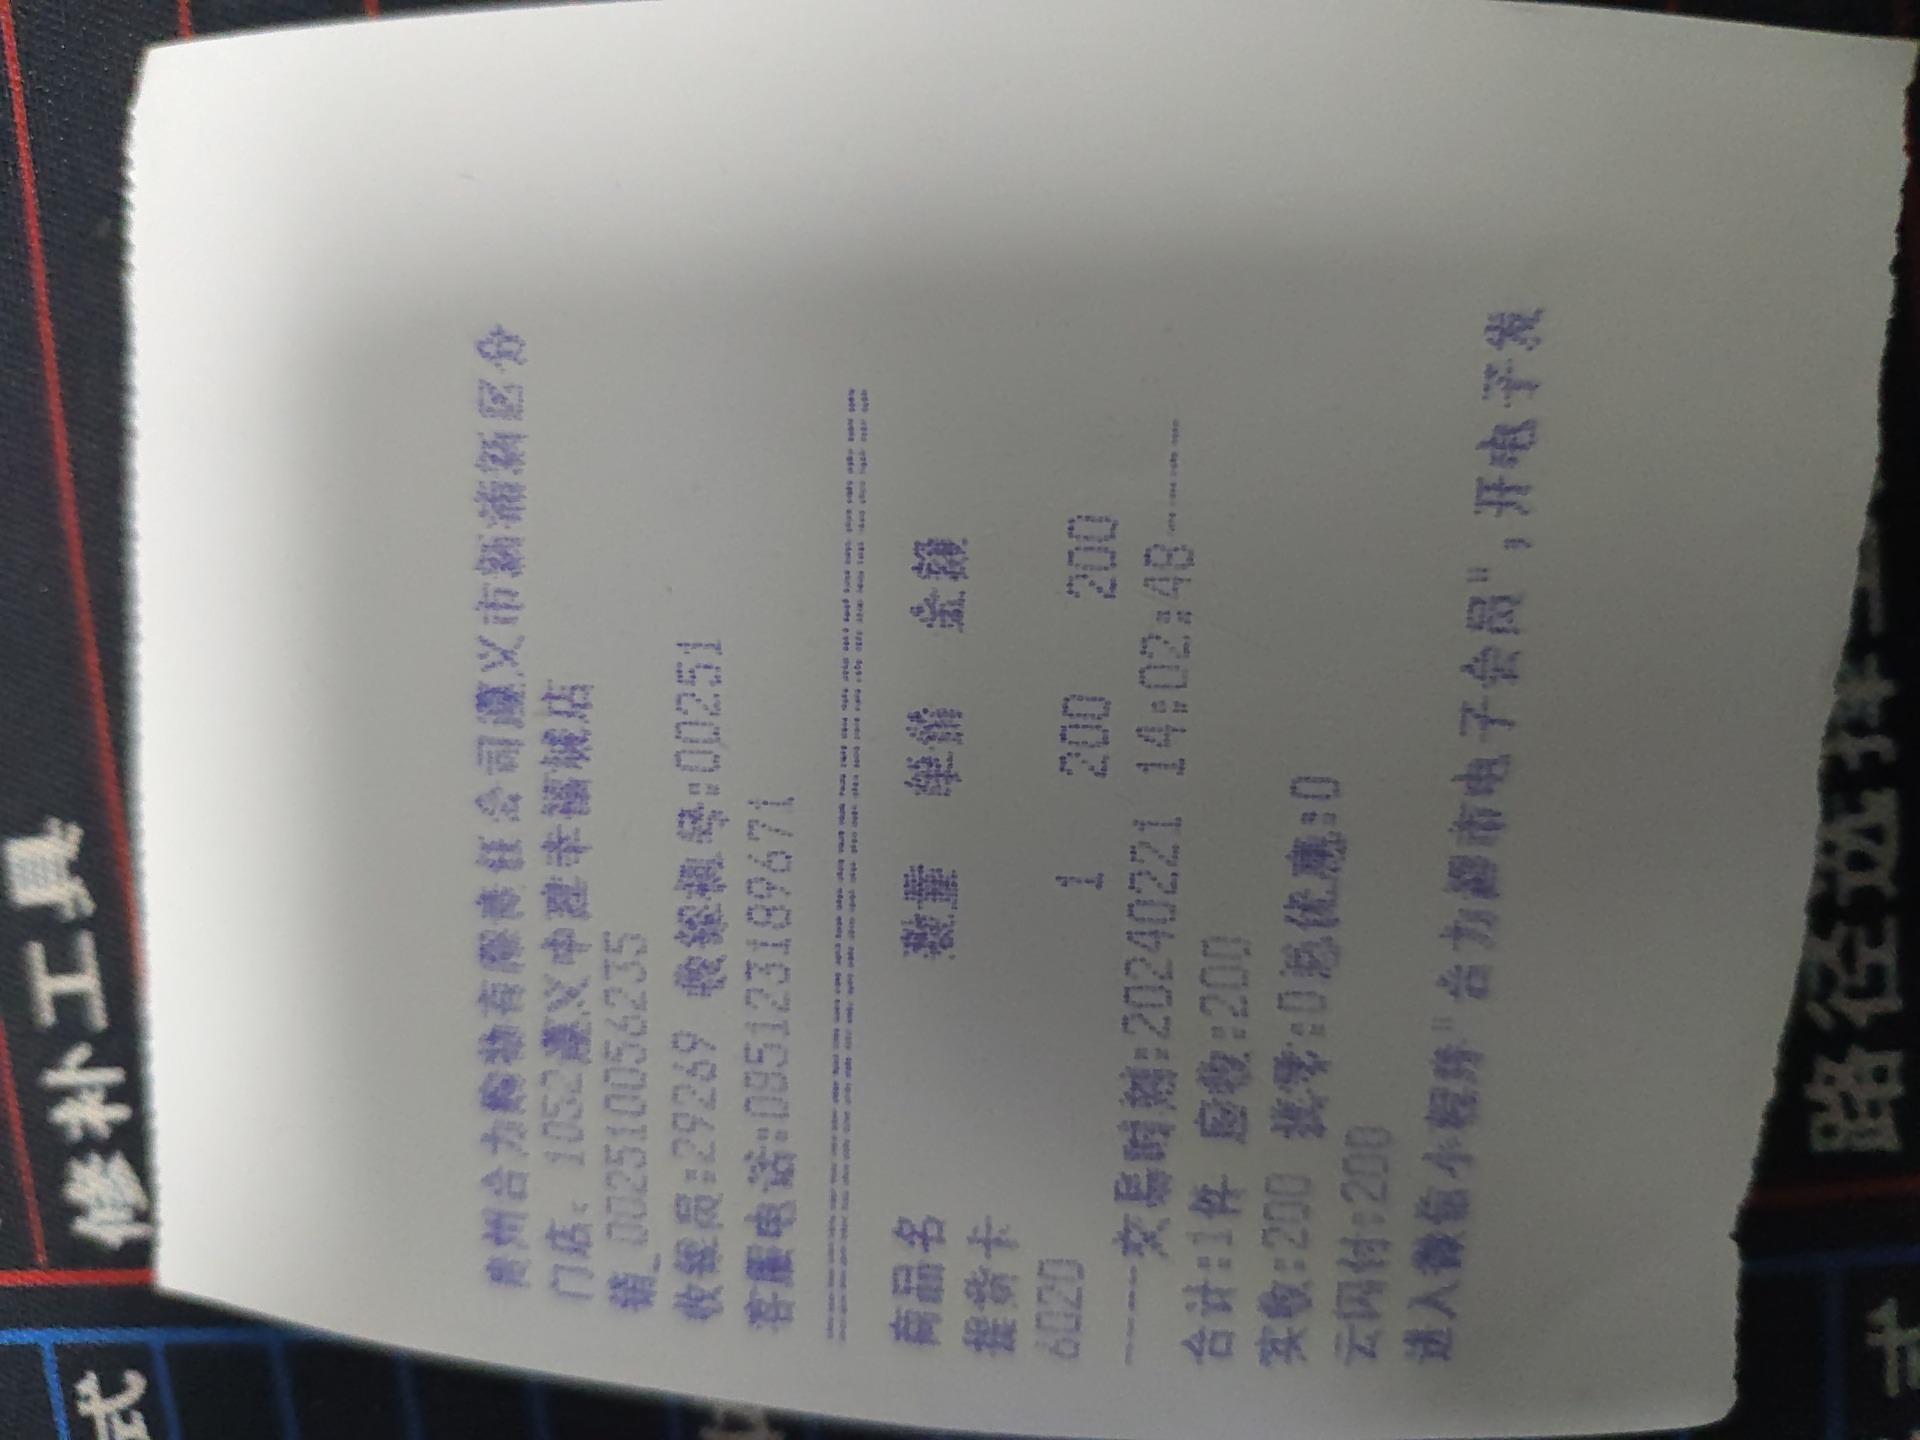 贵州合力购物有限责任公司遵义市新蒲新区分
门店: 1052遵义中建幸福城店
销_002510056235
收银员:29269 收银机号:00251
客服电话:085123189671
================================
商品名 数量 单价 金额
提货卡
6020 1 200 200
-----交易时刻:20240221 14:02:48-----
合计:1件 应收:200
实收:200 找零:0总优惠:0
云闪付:200
进入微信小程序"合力超市电子会员",开电子发
修补工具
路径选择工
式